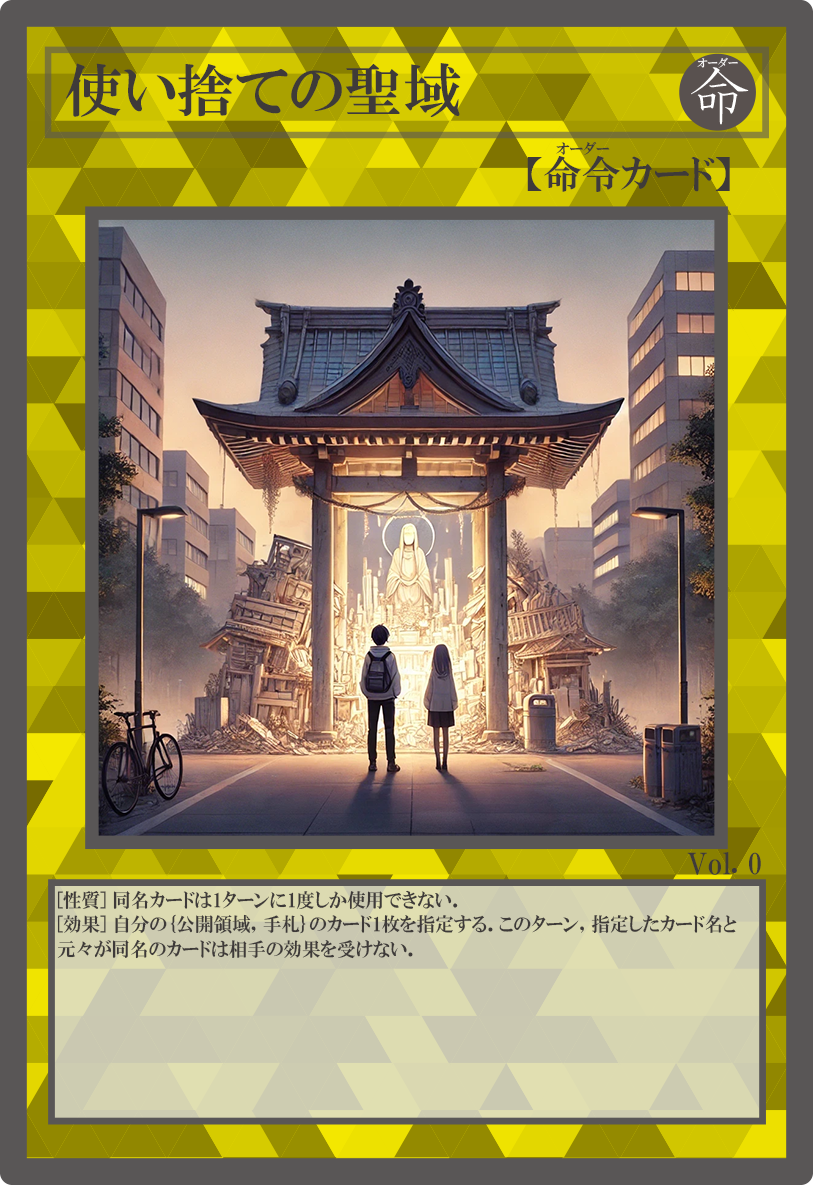 使い捨ての聖域
オーダー
命
オーダー
【命令カード】
Vol. 0
[性質] 同名カードは1ターンに1度しか使用できない.
[効果] 自分の{公開領域, 手札}のカード1枚を指定する. このターン, 指定したカード名と
元々が同名のカードは相手の効果を受けない.